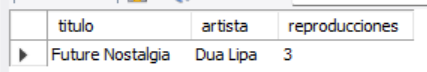 titulo artista reproducciones
Future Nostalgia Dua Lipa 3